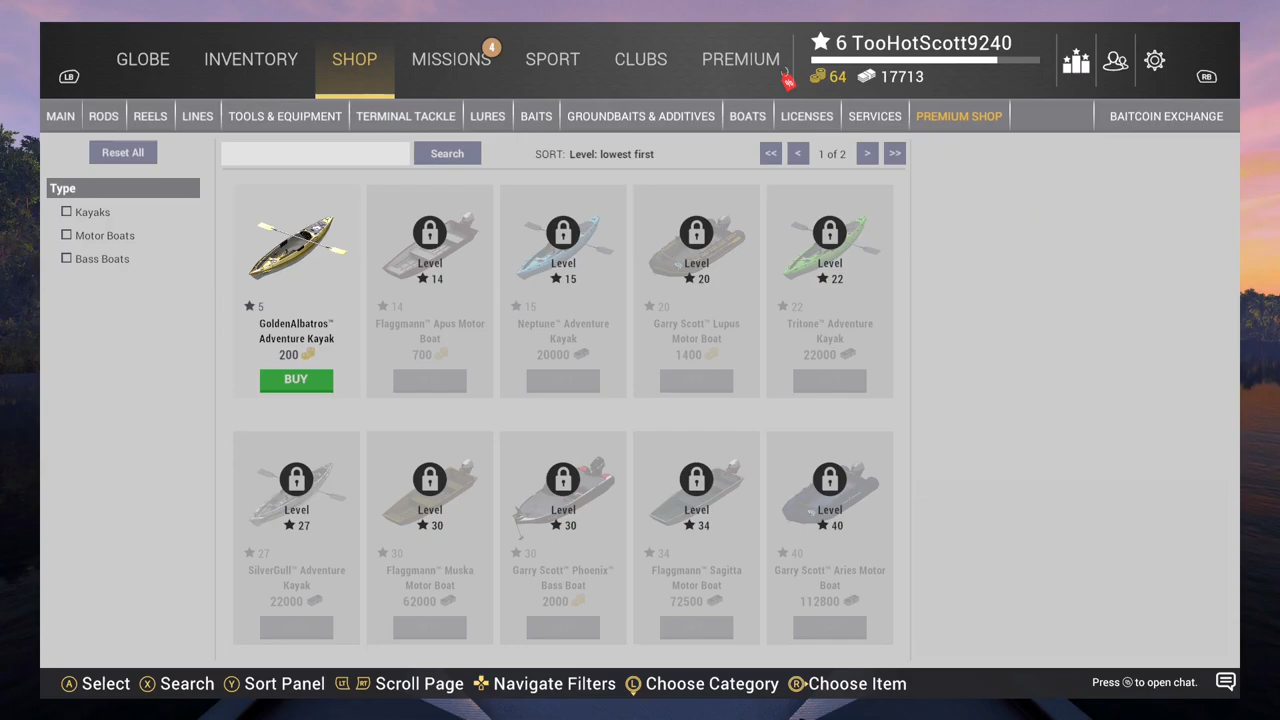 LB
GLOBE
INVENTORY
SHOP
MISSIONS
4
SPORT
CLUBS
PREMIUM
6 TooHotScott9240
64
17713
RB
MAIN
RODS
REELS
LINES
TOOLS & EQUIPMENT
TERMINAL TACKLE
LURES
BAITS
GROUNDBAITS & ADDITIVES
BOATS
LICENSES
SERVICES
PREMIUM SHOP
BAITCOIN EXCHANGE
Reset All
Search
SORT: Level: lowest first
<<
<
1 of 2
>
>>
Type
Kayaks
Motor Boats
Bass Boats
5
GoldenAlbatros™
Adventure Kayak
200
BUY
Level
14
14
Flaggmann™ Apus Motor
Boat
700
Level
15
15
Neptune™ Adventure
Kayak
20000
Level
20
20
Garry Scott™ Lupus
Motor Boat
1400
Level
22
22
Tritone™ Adventure
Kayak
22000
Level
27
27
SilverGull™ Adventure
Kayak
22000
Level
30
30
Flaggmann™ Muska
Motor Boat
62000
Level
30
30
Garry Scott™ Phoenix™
Bass Boat
2000
Level
34
34
Flaggmann™ Sagitta
Motor Boat
72500
Level
40
40
Garry Scott™ Aries Motor
Boat
112800
A Select
X Search
Y Sort Panel
LT RT Scroll Page
Navigate Filters
L Choose Category
R Choose Item
Press to open chat.